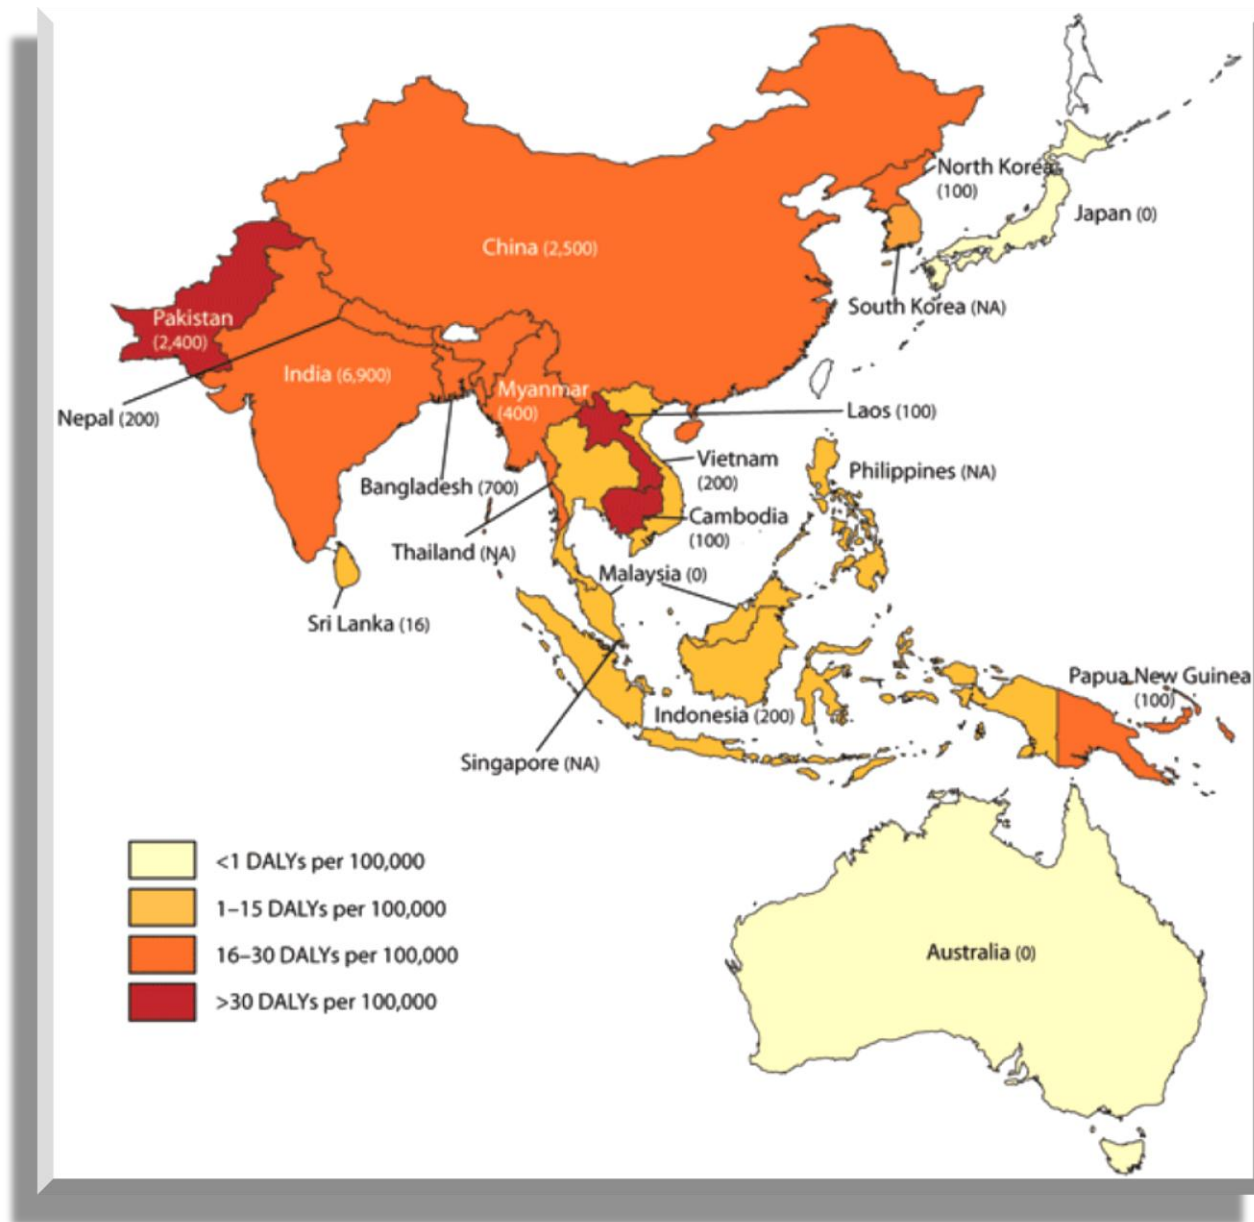 North Korea
(100)
Japan (0)
China (2,500)
South Korea (NA)
Pakistan
(2,400)
India (6,900)
Myanmar
(400)
Nepal (200)
Laos (100)
Vietnam
(200)
Philippines (NA)
Bangladesh (700)
Cambodia
(100)
Thailand (NA)
Malaysia (0)
Sri Lanka (16)
Papua New Guinea
(100)
Indonesia (200)
Singapore (NA)
<1 DALYs per 100,000
1–15 DALYs per 100,000
16–30 DALYs per 100,000
>30 DALYs per 100,000
Australia (0)